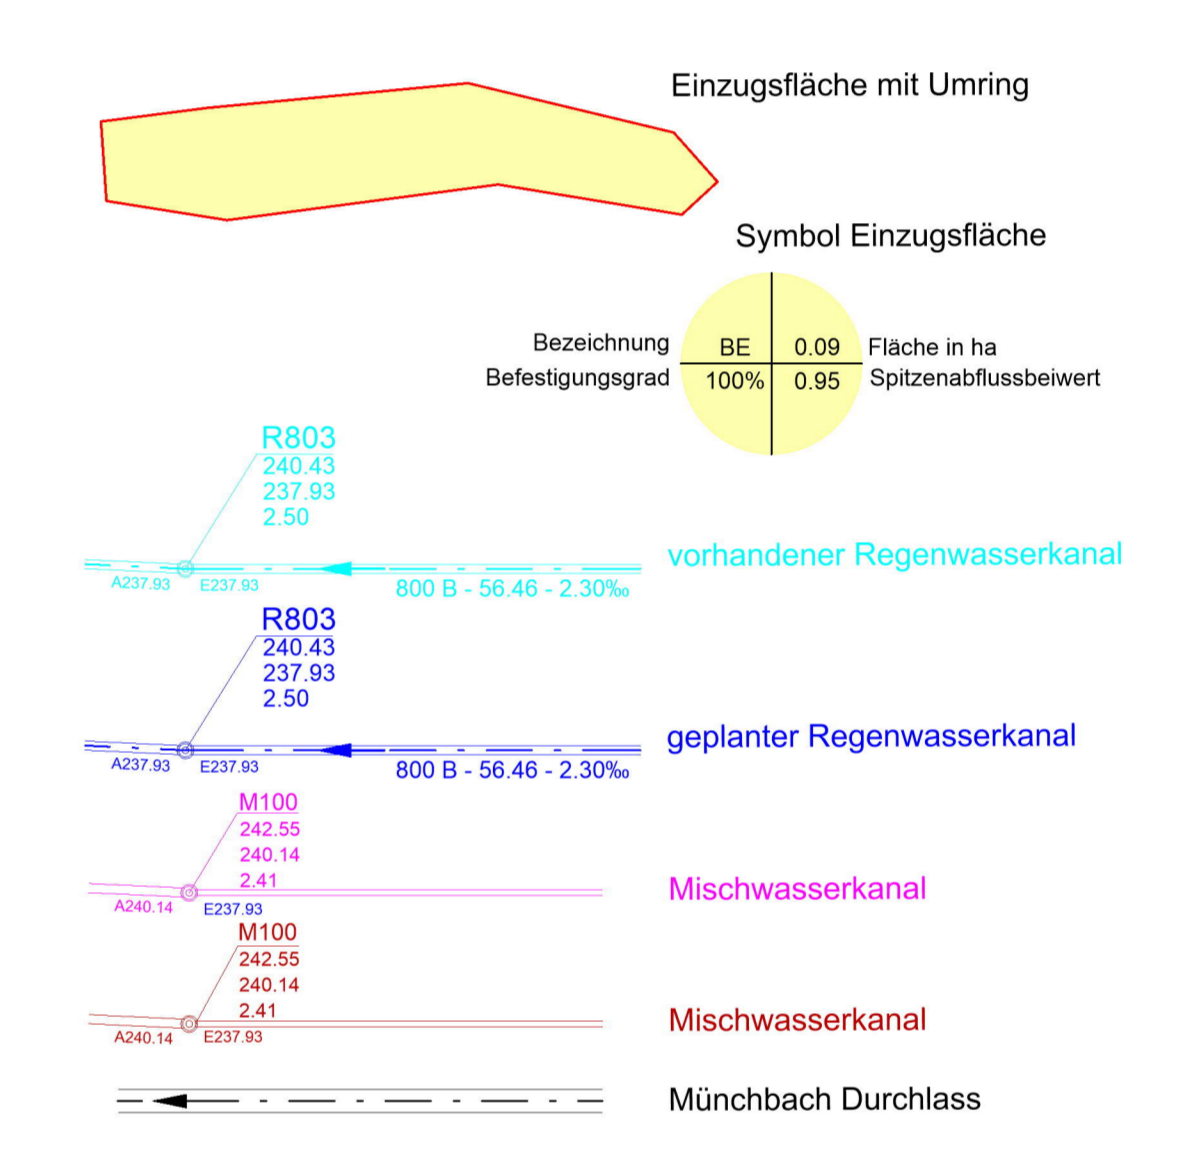 Einzugsfläche mit Umring
Symbol Einzugsfläche
Bezeichnung BE 0.09 Fläche in ha
Befestigungsgrad 100% 0.95 Spitzenabflussbeiwert
R803
240.43
237.93
2.50
vorhandener Regenwasserkanal
A237.93 E237.93 800 B - 56.46 - 2.30‰
R803
240.43
237.93
2.50
geplanter Regenwasserkanal
A237.93 E237.93 800 B - 56.46 - 2.30‰
M100
242.55
240.14
2.41
Mischwasserkanal
A240.14 E237.93
M100
242.55
240.14
2.41
Mischwasserkanal
A240.14 E237.93
Münchbach Durchlass